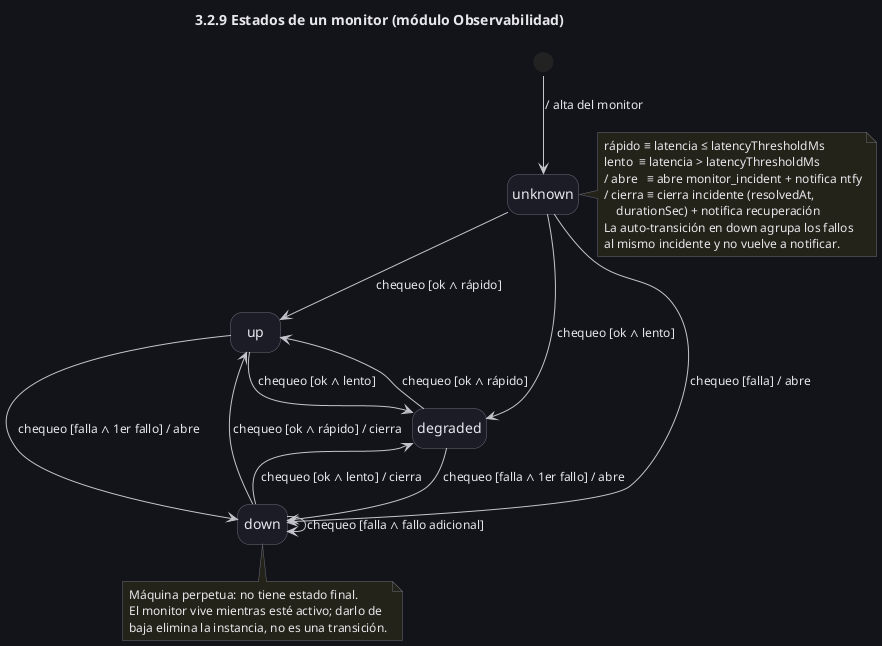 3.2.9 Estados de un monitor (módulo Observabilidad)
/ alta del monitor
rápido ≡ latencia ≤ latencyThresholdMs
lento ≡ latencia > latencyThresholdMs
/ abre ≡ abre monitor_incident + notifica ntfy
/ cierra ≡ cierra incidente (resolvedAt,
durationSec) + notifica recuperación
La auto-transición en down agrupa los fallos
al mismo incidente y no vuelve a notificar.
unknown
chequeo [ok ∧ rápido]
up
chequeo [ok ∧ lento]
chequeo [ok ∧ lento]
chequeo [ok ∧ rápido]
chequeo [falla] / abre
chequeo [falla ∧ 1er fallo] / abre
chequeo [ok ∧ rápido] / cierra
degraded
chequeo [ok ∧ lento] / cierra
chequeo [falla ∧ 1er fallo] / abre
down
chequeo [falla ∧ fallo adicional]
Máquina perpetua: no tiene estado final.
El monitor vive mientras esté activo; darlo de
baja elimina la instancia, no es una transición.